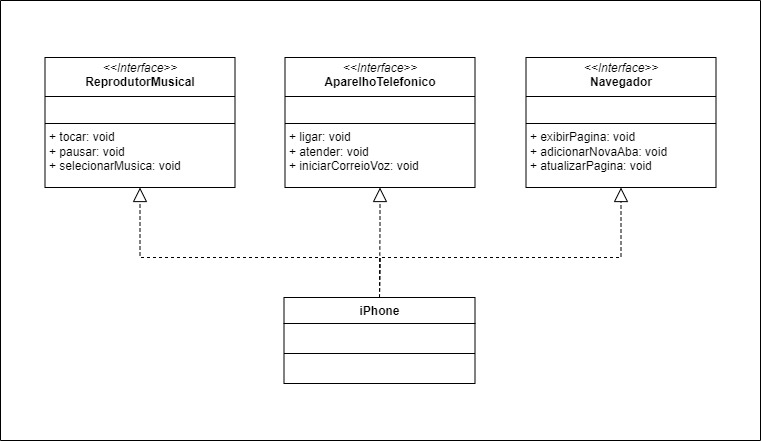 <<Interface>>
ReprodutorMusical
+ tocar: void
+ pausar: void
+ selecionarMusica: void
<<Interface>>
AparelhoTelefonico
+ ligar: void
+ atender: void
+ iniciarCorreioVoz: void
<<Interface>>
Navegador
+ exibirPagina: void
+ adicionarNovaAba: void
+ atualizarPagina: void
iPhone